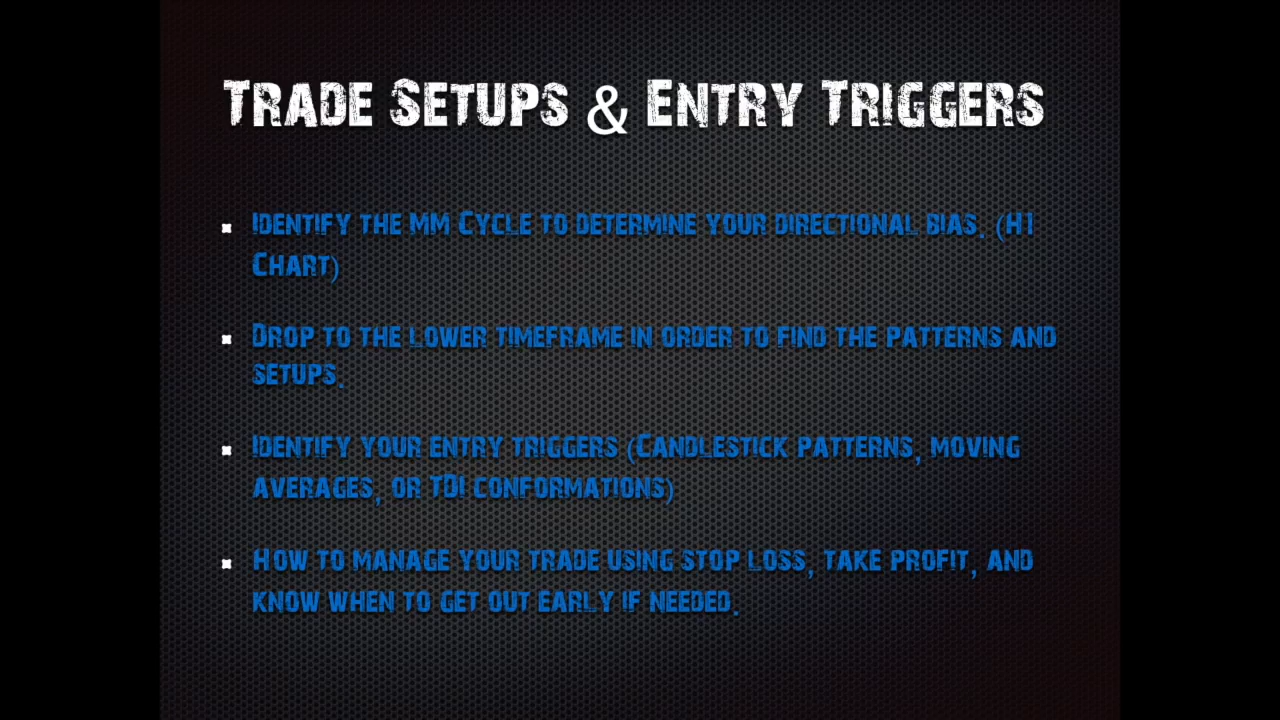 Trade Setups & Entry Triggers
Identify the MM Cycle to determine your directional bias. (H1
Chart)
Drop to the lower timeframe in order to find the patterns and
setups.
Identify your entry triggers (Candlestick patterns, moving
averages, or TDI conformations)
How to manage your trade using stop loss, take profit, and
know when to get out early if needed.